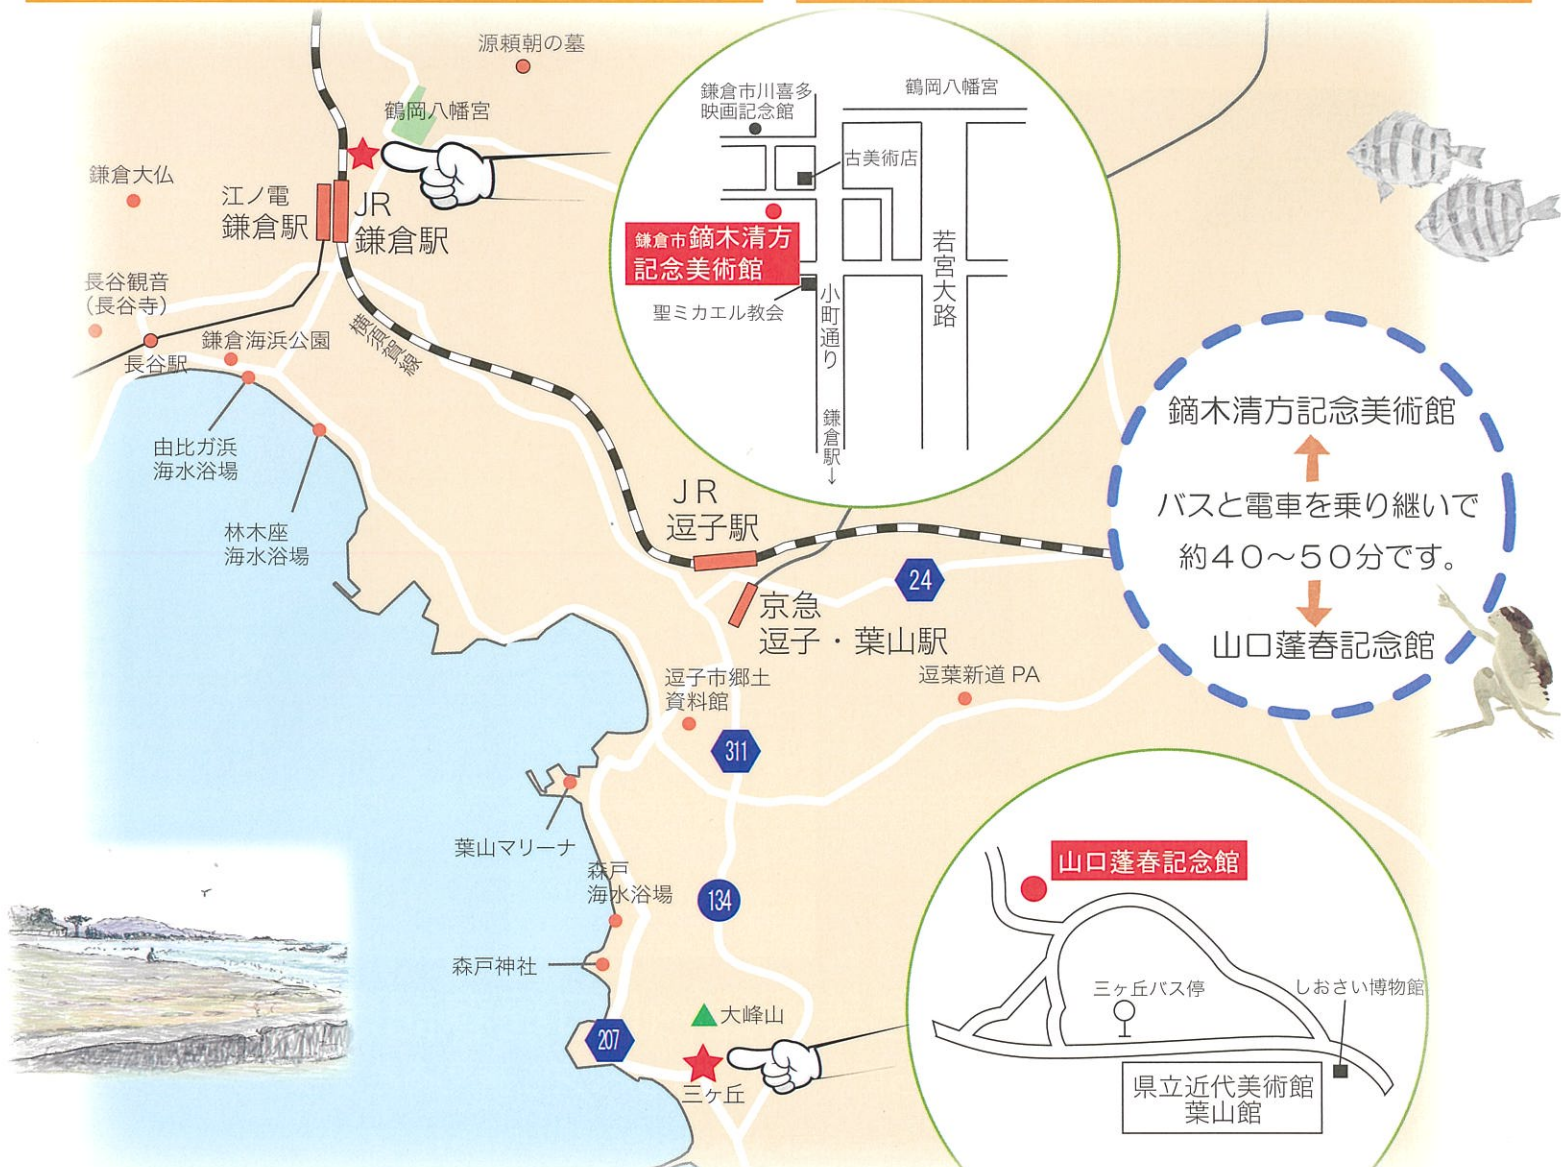 源頼朝の墓
鶴岡八幡宮
鎌倉大仏
江ノ電
鎌倉駅
JR
鎌倉駅
長谷観音
(長谷寺)
長谷駅
鎌倉海浜公園
横須賀線
由比ガ浜
海水浴場
林木座
海水浴場
鎌倉市川喜多
映画記念館
鶴岡八幡宮
古美術店
鎌倉市鏑木清方
記念美術館
聖ミカエル教会
小町通り
若宮大路
鎌倉駅↓
鏑木清方記念美術館
バスと電車を乗り継いで
約40~50分です。
山口蓬春記念館
JR
逗子駅
24
京急
逗子・葉山駅
逗子市郷土
資料館
逗葉新道 PA
311
葉山マリーナ
森戸
海水浴場
134
森戸神社
大峰山
207
三ヶ丘
山口蓬春記念館
三ヶ丘バス停
しおさい博物館
県立近代美術館
葉山館